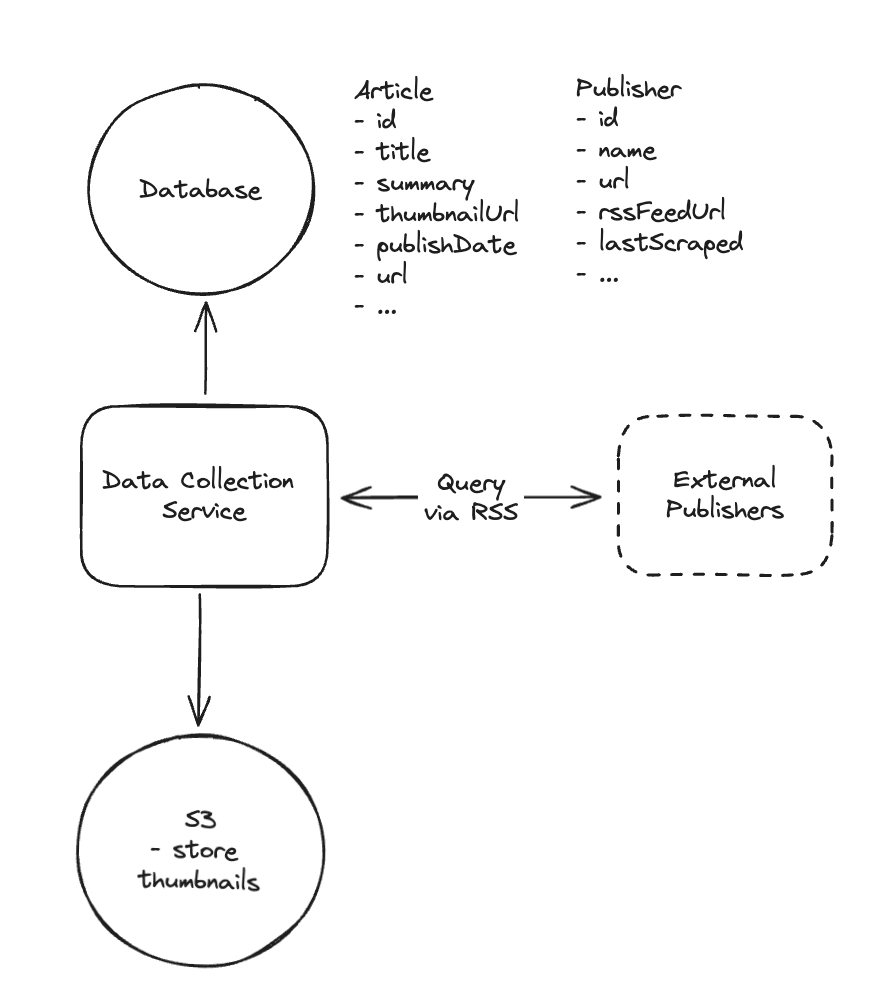 Article
- id
- title
- summary
- thumbnailUrl
- publishDate
- url
- ...
Publisher
- id
- name
- url
- rssFeedUrl
- lastScraped
- ...
Database
Data Collection
Service
Query
via RSS
External
Publishers
S3
- store
thumbnails